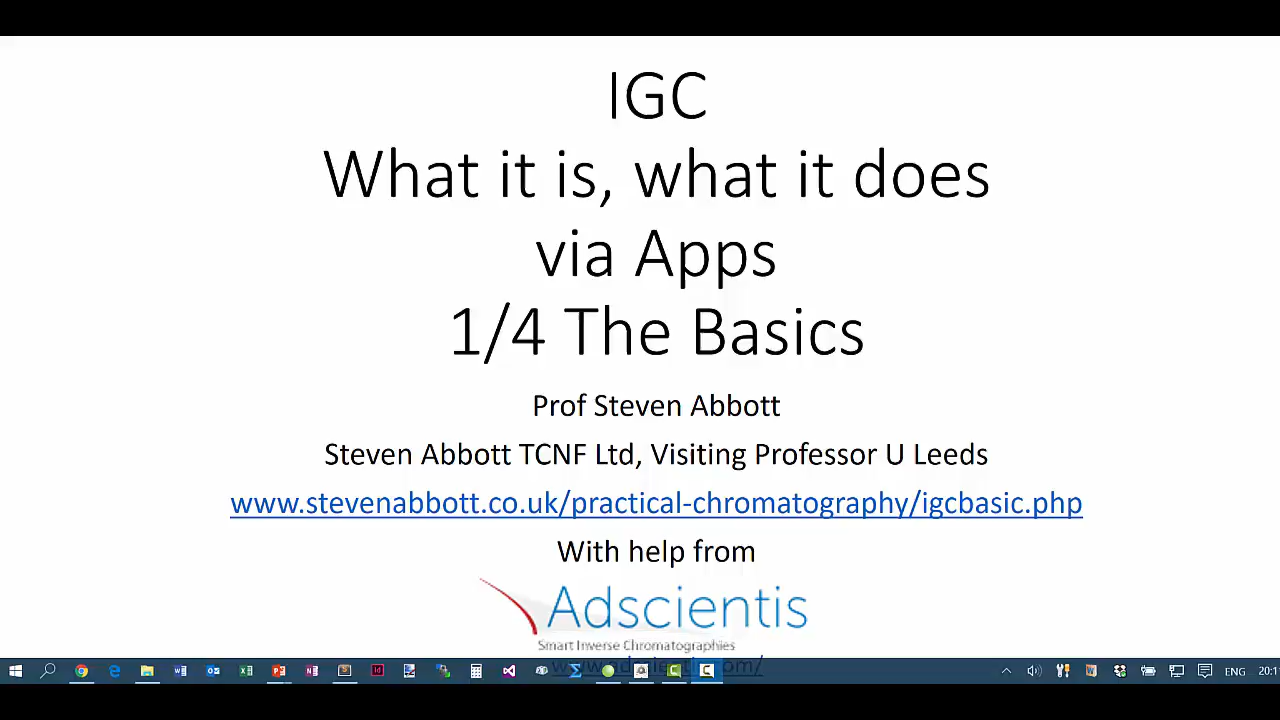 IGC
What it is, what it does
via Apps
1/4 The Basics
Prof Steven Abbott
Steven Abbott TCNF Ltd, Visiting Professor U Leeds
www.stevenabbott.co.uk/practical-chromatography/igcbasic.php
With help from
Adscientis
Smart Inverse Chromatographies
ENG